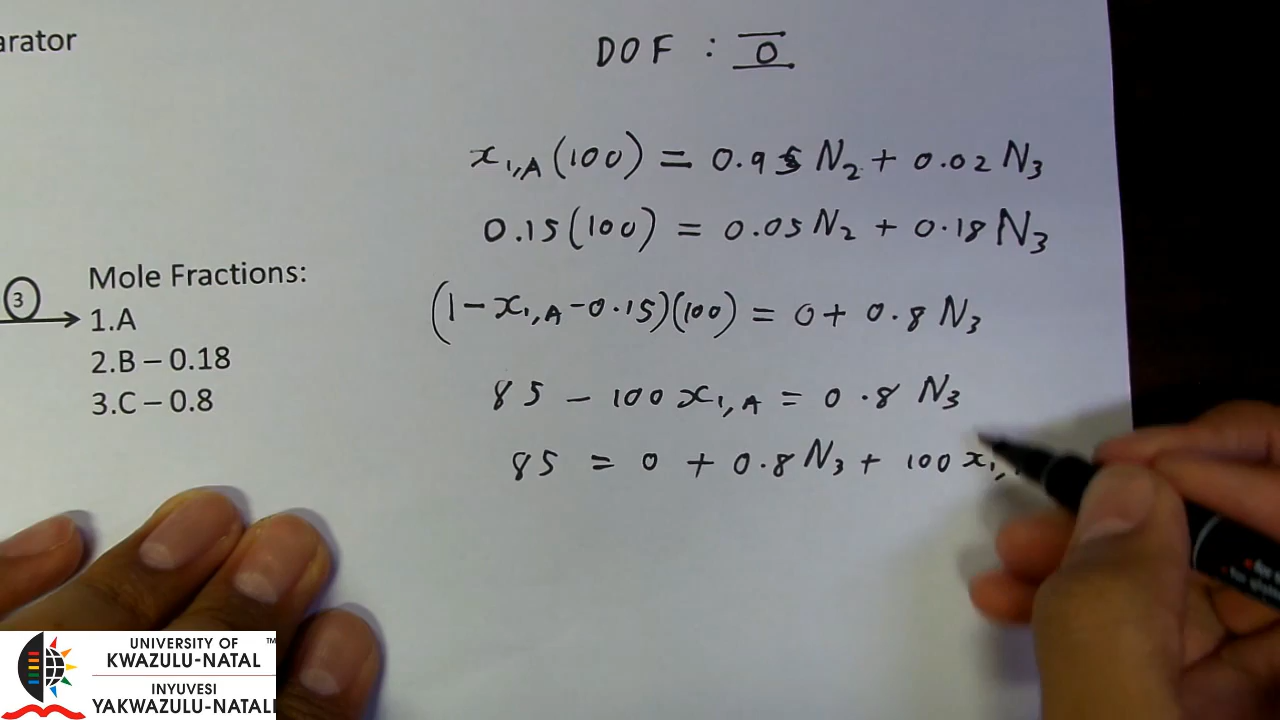 arator
DOF : 0
x₁,A (100) = 0.95 N₂ + 0.02 N₃
0.15 (100) = 0.05 N₂ + 0.18 N₃
Mole Fractions:
3
1.A
2.B – 0.18
3.C – 0.8
(1 - x₁,A - 0.15)(100) = 0 + 0.8 N₃
85 - 100 x₁,A = 0.8 N₃
85 = 0 + 0.8 N₃ + 100 x₁,
UNIVERSITY OF ™
KWAZULU-NATAL
INYUVESI
YAKWAZULU-NATALI